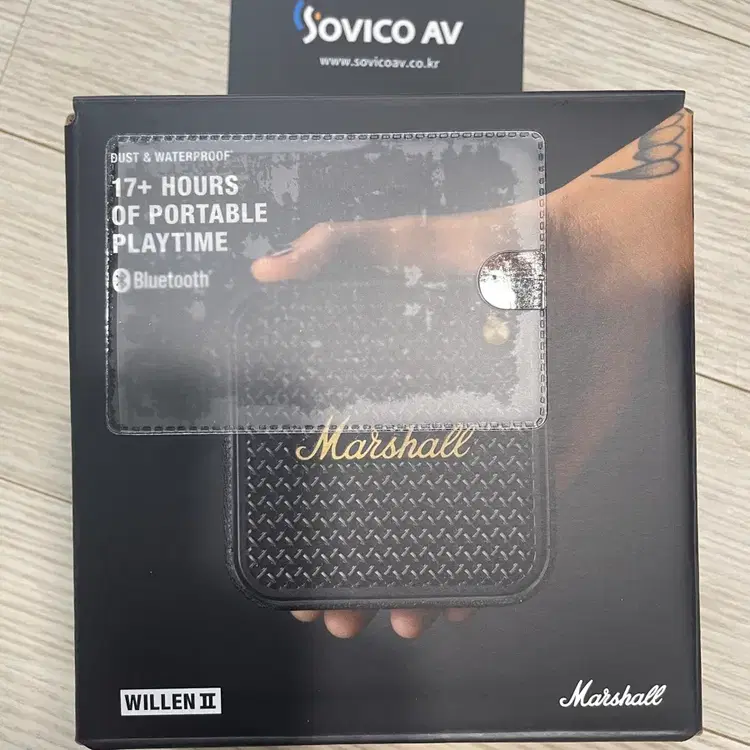 SOVICO AV
www.sovicoav.co.kr
DUST & WATERPROOF
17+ HOURS
OF PORTABLE
PLAYTIME
Bluetooth®
Marshall
WILLEN II
Marshall